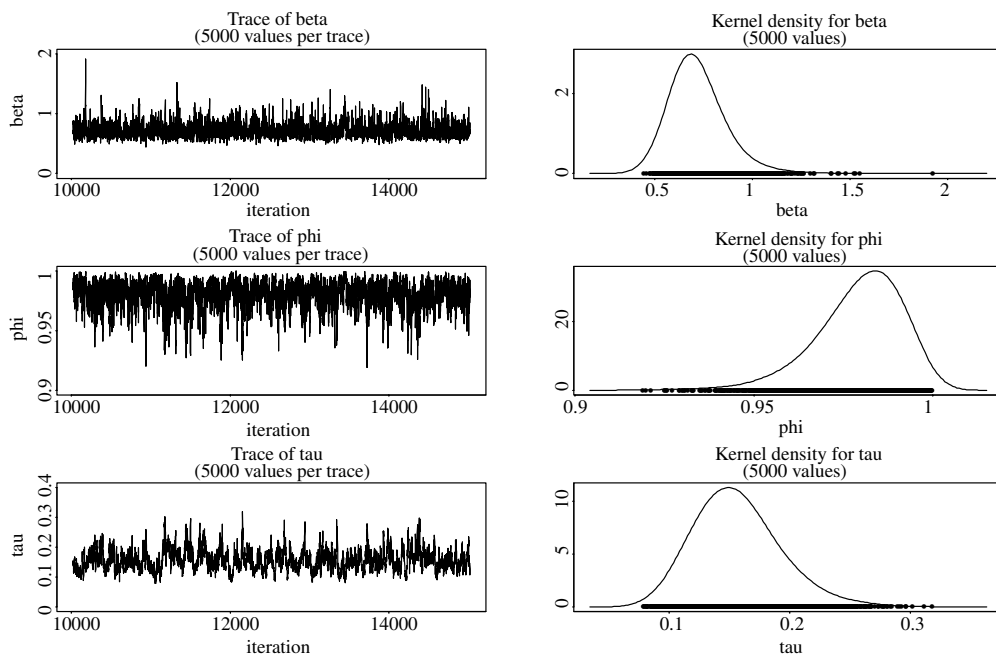 Trace of beta
(5000 values per trace)
beta
0
1
2
10000
12000
14000
iteration
Kernel density for beta
(5000 values)
0
2
0.5
1
1.5
2
beta
Trace of phi
(5000 values per trace)
phi
0.9
0.95
1
10000
12000
14000
iteration
Kernel density for phi
(5000 values)
0
20
0.9
0.95
1
phi
Trace of tau
(5000 values per trace)
tau
0
0.1
0.2
0.3
0.4
10000
12000
14000
iteration
Kernel density for tau
(5000 values)
0
5
10
0.1
0.2
0.3
tau